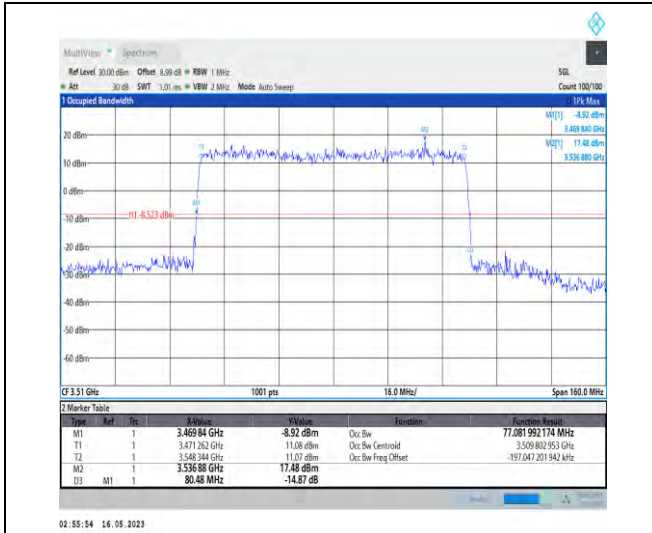 MultiView Spectrum
Ref Level 30.00 dBm Offset 8.99 dB RBW 1 MHz SGL
Att 30 dB SWT 1.01 ms VBW 2 MHz Mode Auto Sweep Count 100/100
1 Occupied Bandwidth 1Pk Max
M1[1] -8.92 dBm
3.469 840 GHz
M2[1] 17.48 dBm
3.536 880 GHz
20 dBm
M2
T1
T2
10 dBm
0 dBm
M1
-10 dBm
H1 -8.523 dBm
-20 dBm
-30 dBm
-40 dBm
-50 dBm
-60 dBm
CF 3.51 GHz 1001 pts 16.0 MHz/ Span 160.0 MHz
2 Marker Table
Type Ref Trc X-Value Y-Value Function Function Result
M1 1 3.469 84 GHz -8.92 dBm Occ Bw 77.081 992 174 MHz
T1 1 3.471 262 GHz 11.08 dBm Occ Bw Centroid 3.509 802 953 GHz
T2 1 3.548 344 GHz 11.07 dBm Occ Bw Freq Offset -197.047 201 942 kHz
M2 1 3.536 88 GHz 17.48 dBm
D3 M1 1 80.48 MHz -14.87 dB
02:55:54 16.05.2023